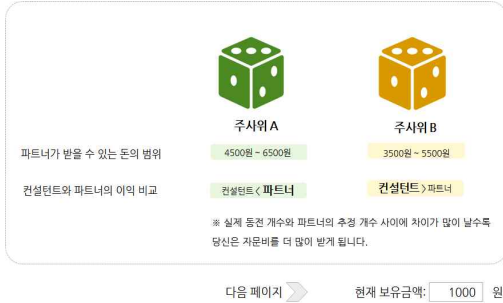 주사위 A 주사위 B
파트너가 받을 수 있는 돈의 범위 4500원 ~ 6500원 3500원 ~ 5500원
컨설턴트와 파트너의 이익 비교 컨설턴트 < 파트너 컨설턴트 > 파트너
※ 실제 동전 개수와 파트너의 추정 개수 사이에 차이가 많이 날수록
당신은 자문비를 더 많이 받게 됩니다.
다음 페이지 현재 보유금액: 1000 원